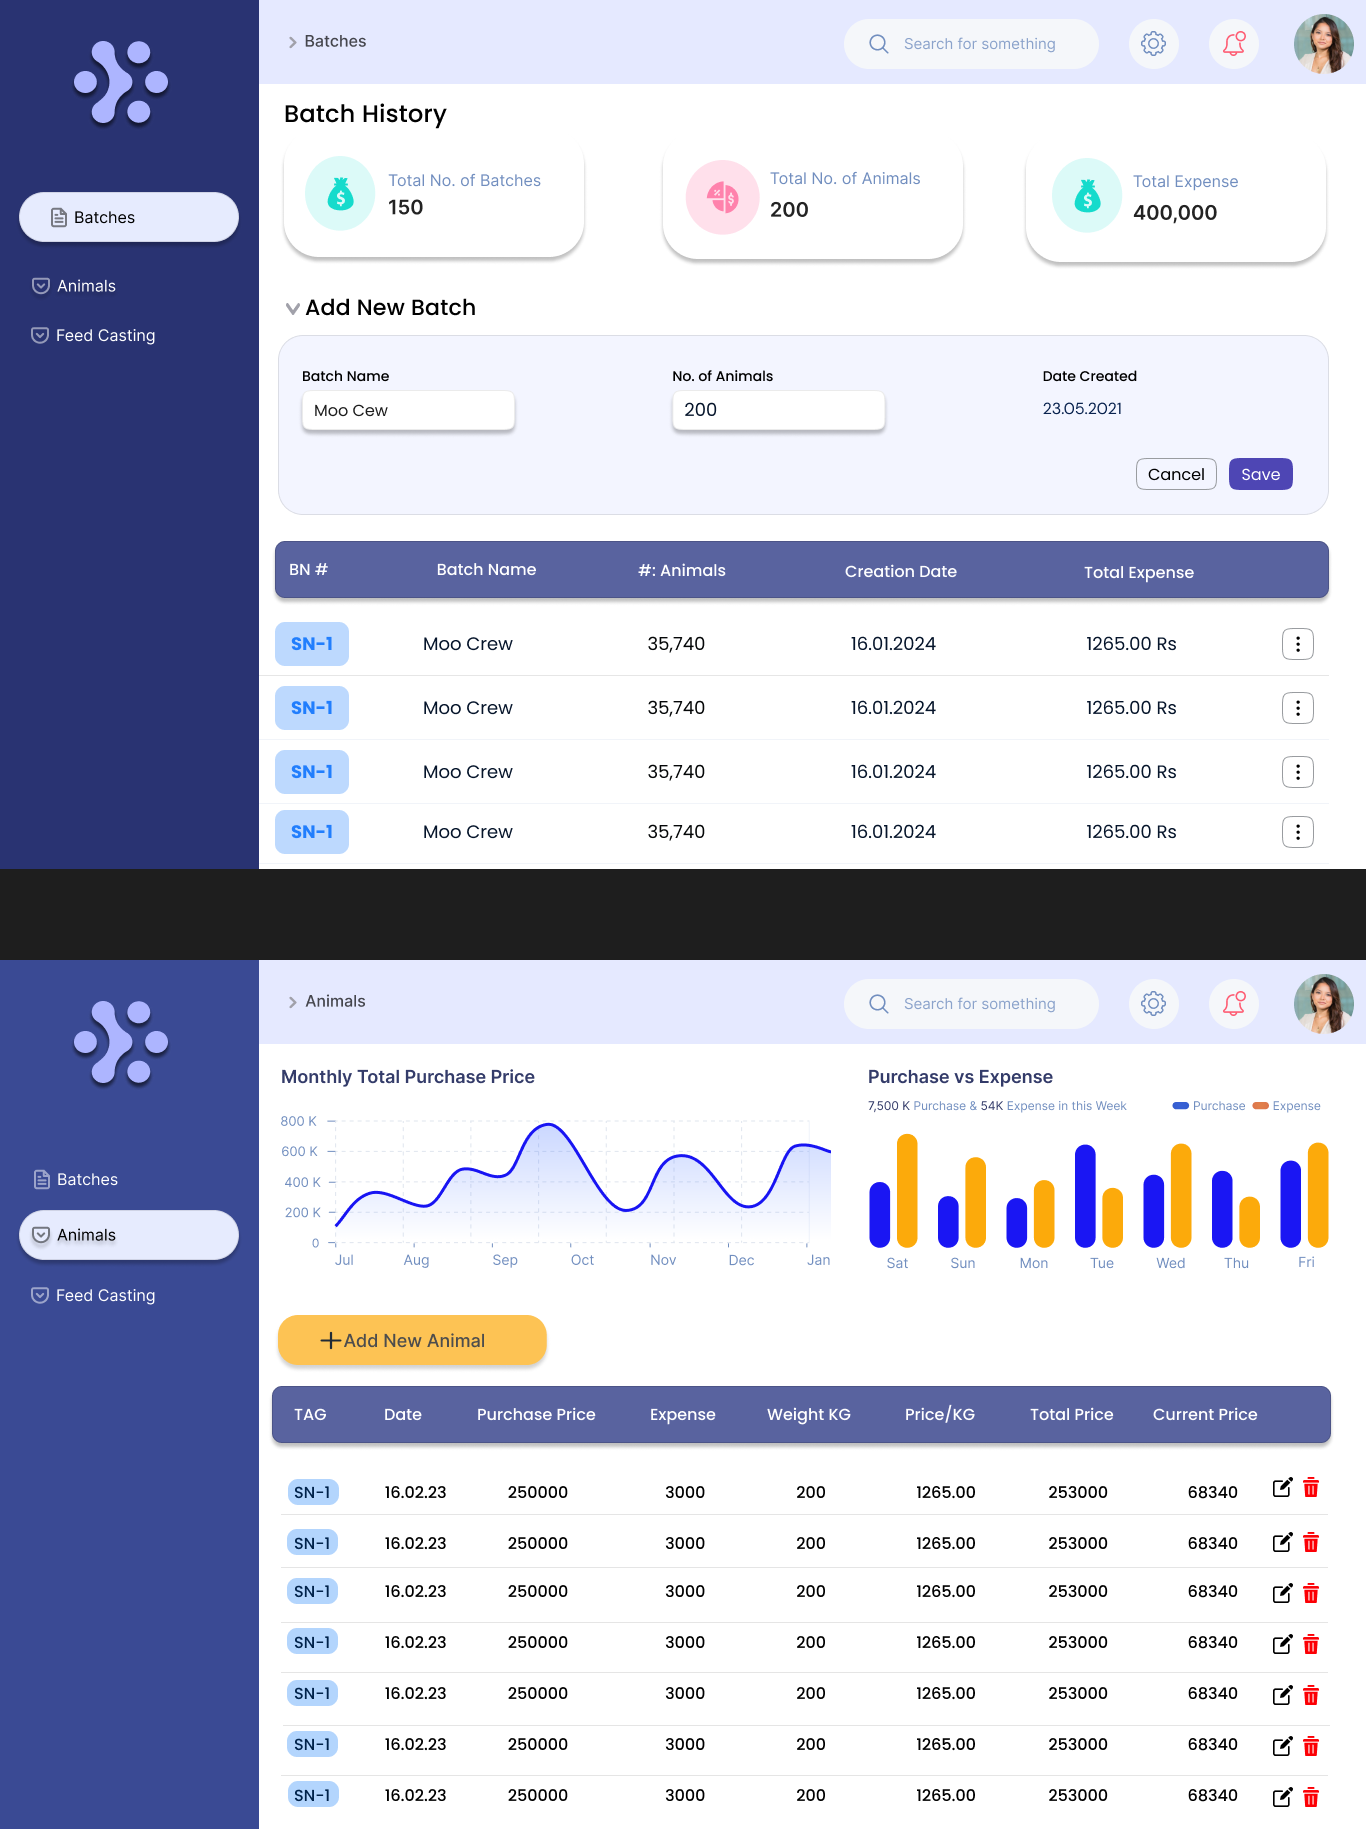 Batches
Search for something
Batches
Animals
Feed Casting
Batch History
Total No. of Batches
150
Total No. of Animals
200
Total Expense
400,000
Add New Batch
Batch Name
No. of Animals
Date Created
Moo Cew
200
23.05.2021
Cancel
Save
BN # Batch Name #: Animals Creation Date Total Expense
SN-1 Moo Crew 35,740 16.01.2024 1265.00 Rs
SN-1 Moo Crew 35,740 16.01.2024 1265.00 Rs
SN-1 Moo Crew 35,740 16.01.2024 1265.00 Rs
SN-1 Moo Crew 35,740 16.01.2024 1265.00 Rs
Animals
Search for something
Batches
Animals
Feed Casting
Monthly Total Purchase Price
800 K
600 K
400 K
200 K
0
Jul Aug Sep Oct Nov Dec Jan
Purchase vs Expense
7,500 K Purchase & 54K Expense in this Week
Purchase Expense
Sat Sun Mon Tue Wed Thu Fri
Add New Animal
TAG Date Purchase Price Expense Weight KG Price/KG Total Price Current Price
SN-1 16.02.23 250000 3000 200 1265.00 253000 68340
SN-1 16.02.23 250000 3000 200 1265.00 253000 68340
SN-1 16.02.23 250000 3000 200 1265.00 253000 68340
SN-1 16.02.23 250000 3000 200 1265.00 253000 68340
SN-1 16.02.23 250000 3000 200 1265.00 253000 68340
SN-1 16.02.23 250000 3000 200 1265.00 253000 68340
SN-1 16.02.23 250000 3000 200 1265.00 253000 68340